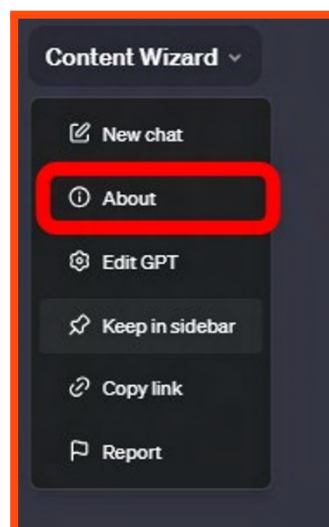 Content Wizard
New chat
About
Edit GPT
Keep in sidebar
Copy link
Report